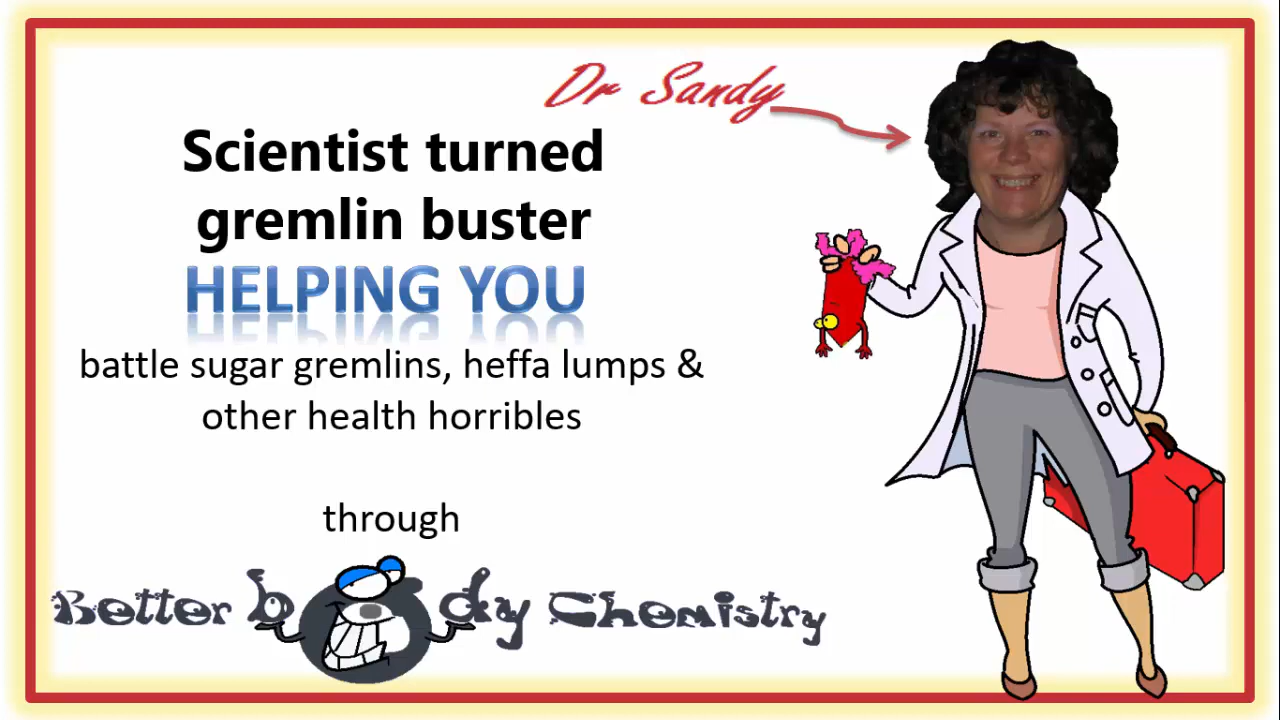 Dr Sandy
Scientist turned
gremlin buster
HELPING YOU
battle sugar gremlins, heffa lumps &
other health horribles
through
Better body Chemistry